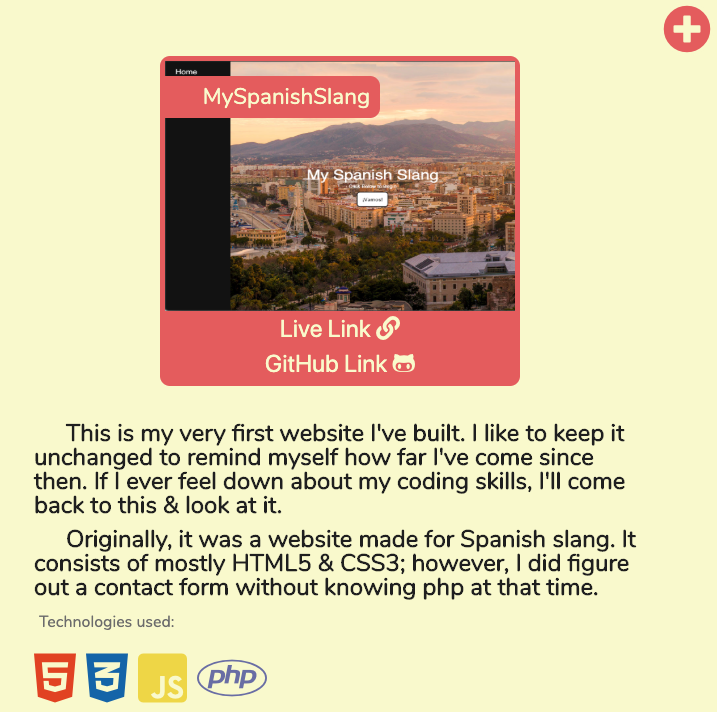 Home
MySpanishSlang
My Spanish Slang
¡Vamos!
Live Link
GitHub Link
This is my very first website I've built. I like to keep it
unchanged to remind myself how far I've come since
then. If I ever feel down about my coding skills, I'll come
back to this & look at it.
Originally, it was a website made for Spanish slang. It
consists of mostly HTML5 & CSS3; however, I did figure
out a contact form without knowing php at that time.
Technologies used:
5 3 JS php